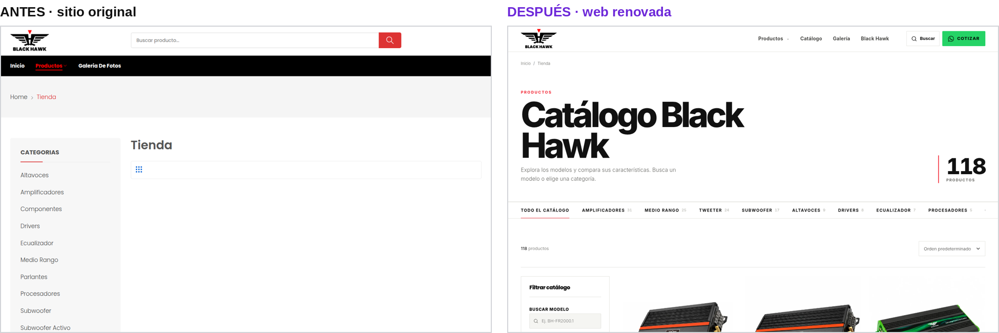 ANTES · sitio original
BLACK HAWK
Buscar producto...
Inicio
Productos
Galeria De Fotos
Home > Tienda
CATEGORIAS
Altavoces
Amplificadores
Componentes
Drivers
Ecualizador
Medio Rango
Parlantes
Procesadores
Subwoofer
Subwoofer Activo
Tienda
DESPUÉS · web renovada
BLACK HAWK
Productos
Catálogo
Galería
Black Hawk
Buscar
COTIZAR
Inicio / Tienda
PRODUCTOS
Catálogo Black
Hawk
Explora los modelos y compara sus características. Busca un
modelo o elige una categoría.
118
PRODUCTOS
TODO EL CATÁLOGO
AMPLIFICADORES 31
MEDIO RANGO 25
TWEETER 24
SUBWOOFER 17
ALTAVOCES 9
DRIVERS 8
ECUALIZADOR 7
PROCESADORES 5
118 productos
Orden predeterminado
Filtrar catálogo
BUSCAR MODELO
Ej. BH-FR2000.1